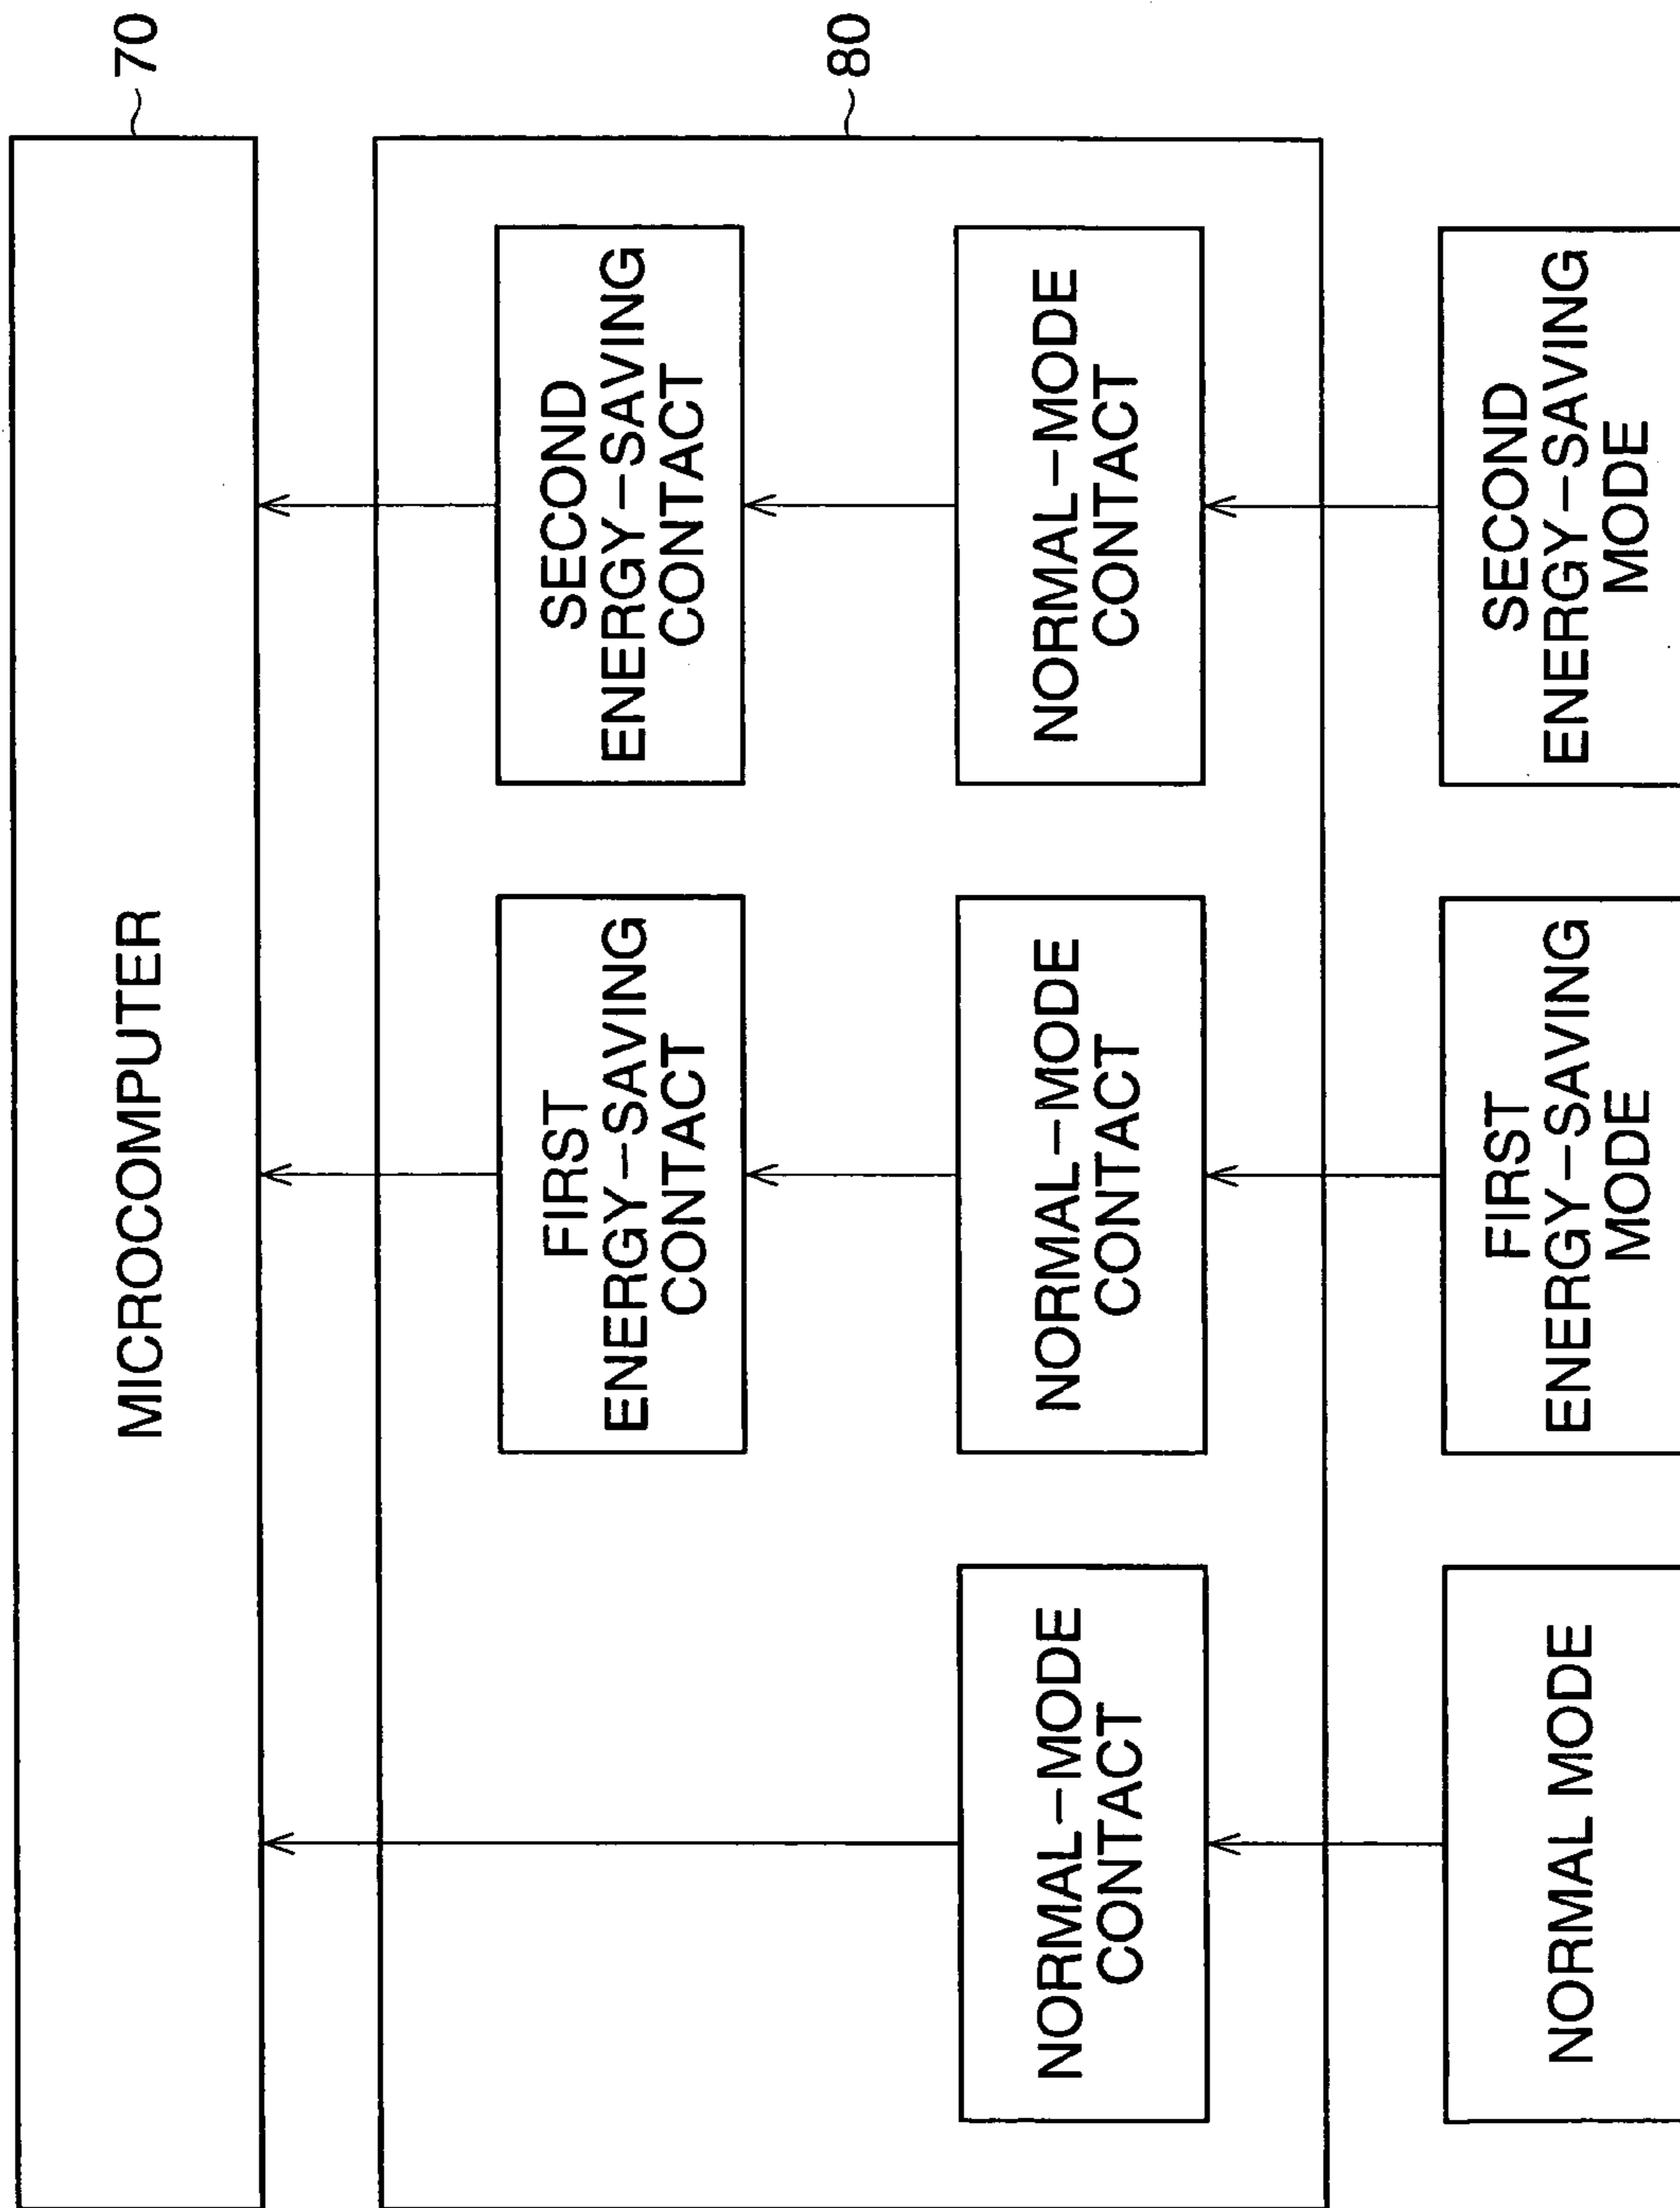 MICROCOMPUTER
70
80
FIRST
ENERGY-SAVING
CONTACT
SECOND
ENERGY-SAVING
CONTACT
NORMAL-MODE
CONTACT
NORMAL-MODE
CONTACT
NORMAL-MODE
CONTACT
NORMAL MODE
FIRST
ENERGY-SAVING
MODE
SECOND
ENERGY-SAVING
MODE